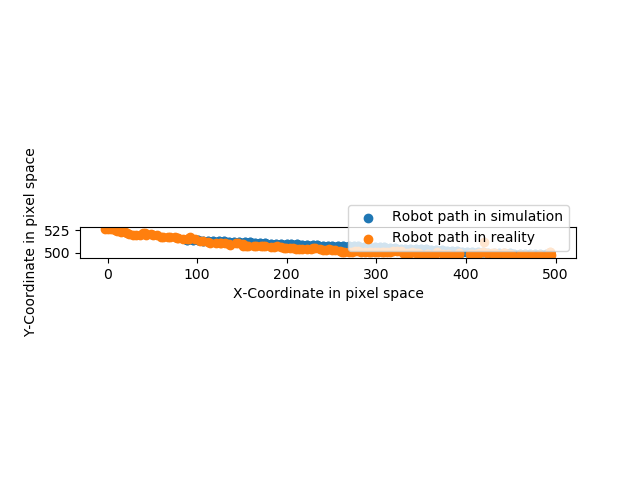 Y-Coordinate in pixel space
525
500
Robot path in simulation
Robot path in reality
0 100 200 300 400 500
X-Coordinate in pixel space